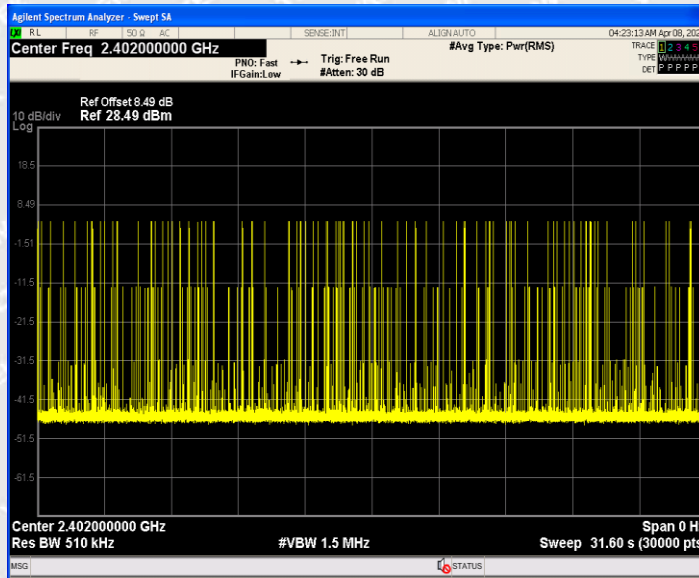 Agilent Spectrum Analyzer - Swept SA
RL RF 50 Ω AC SENSE:INT ALIGN AUTO 04:23:13 AM Apr 08, 202
Center Freq 2.402000000 GHz
#Avg Type: Pwr(RMS)
TRACE 1 2 3 4 5
PNO: Fast Trig: Free Run TYPE W
IFGain:Low #Atten: 30 dB DET P P P P P
Ref Offset 8.49 dB
10 dB/div Ref 28.49 dBm
Log
18.5
8.49
-1.51
-11.5
-21.5
-31.5
-41.5
-51.5
-61.5
Center 2.402000000 GHz Span 0 H
Res BW 510 kHz #VBW 1.5 MHz Sweep 31.60 s (30000 pts
MSG STATUS